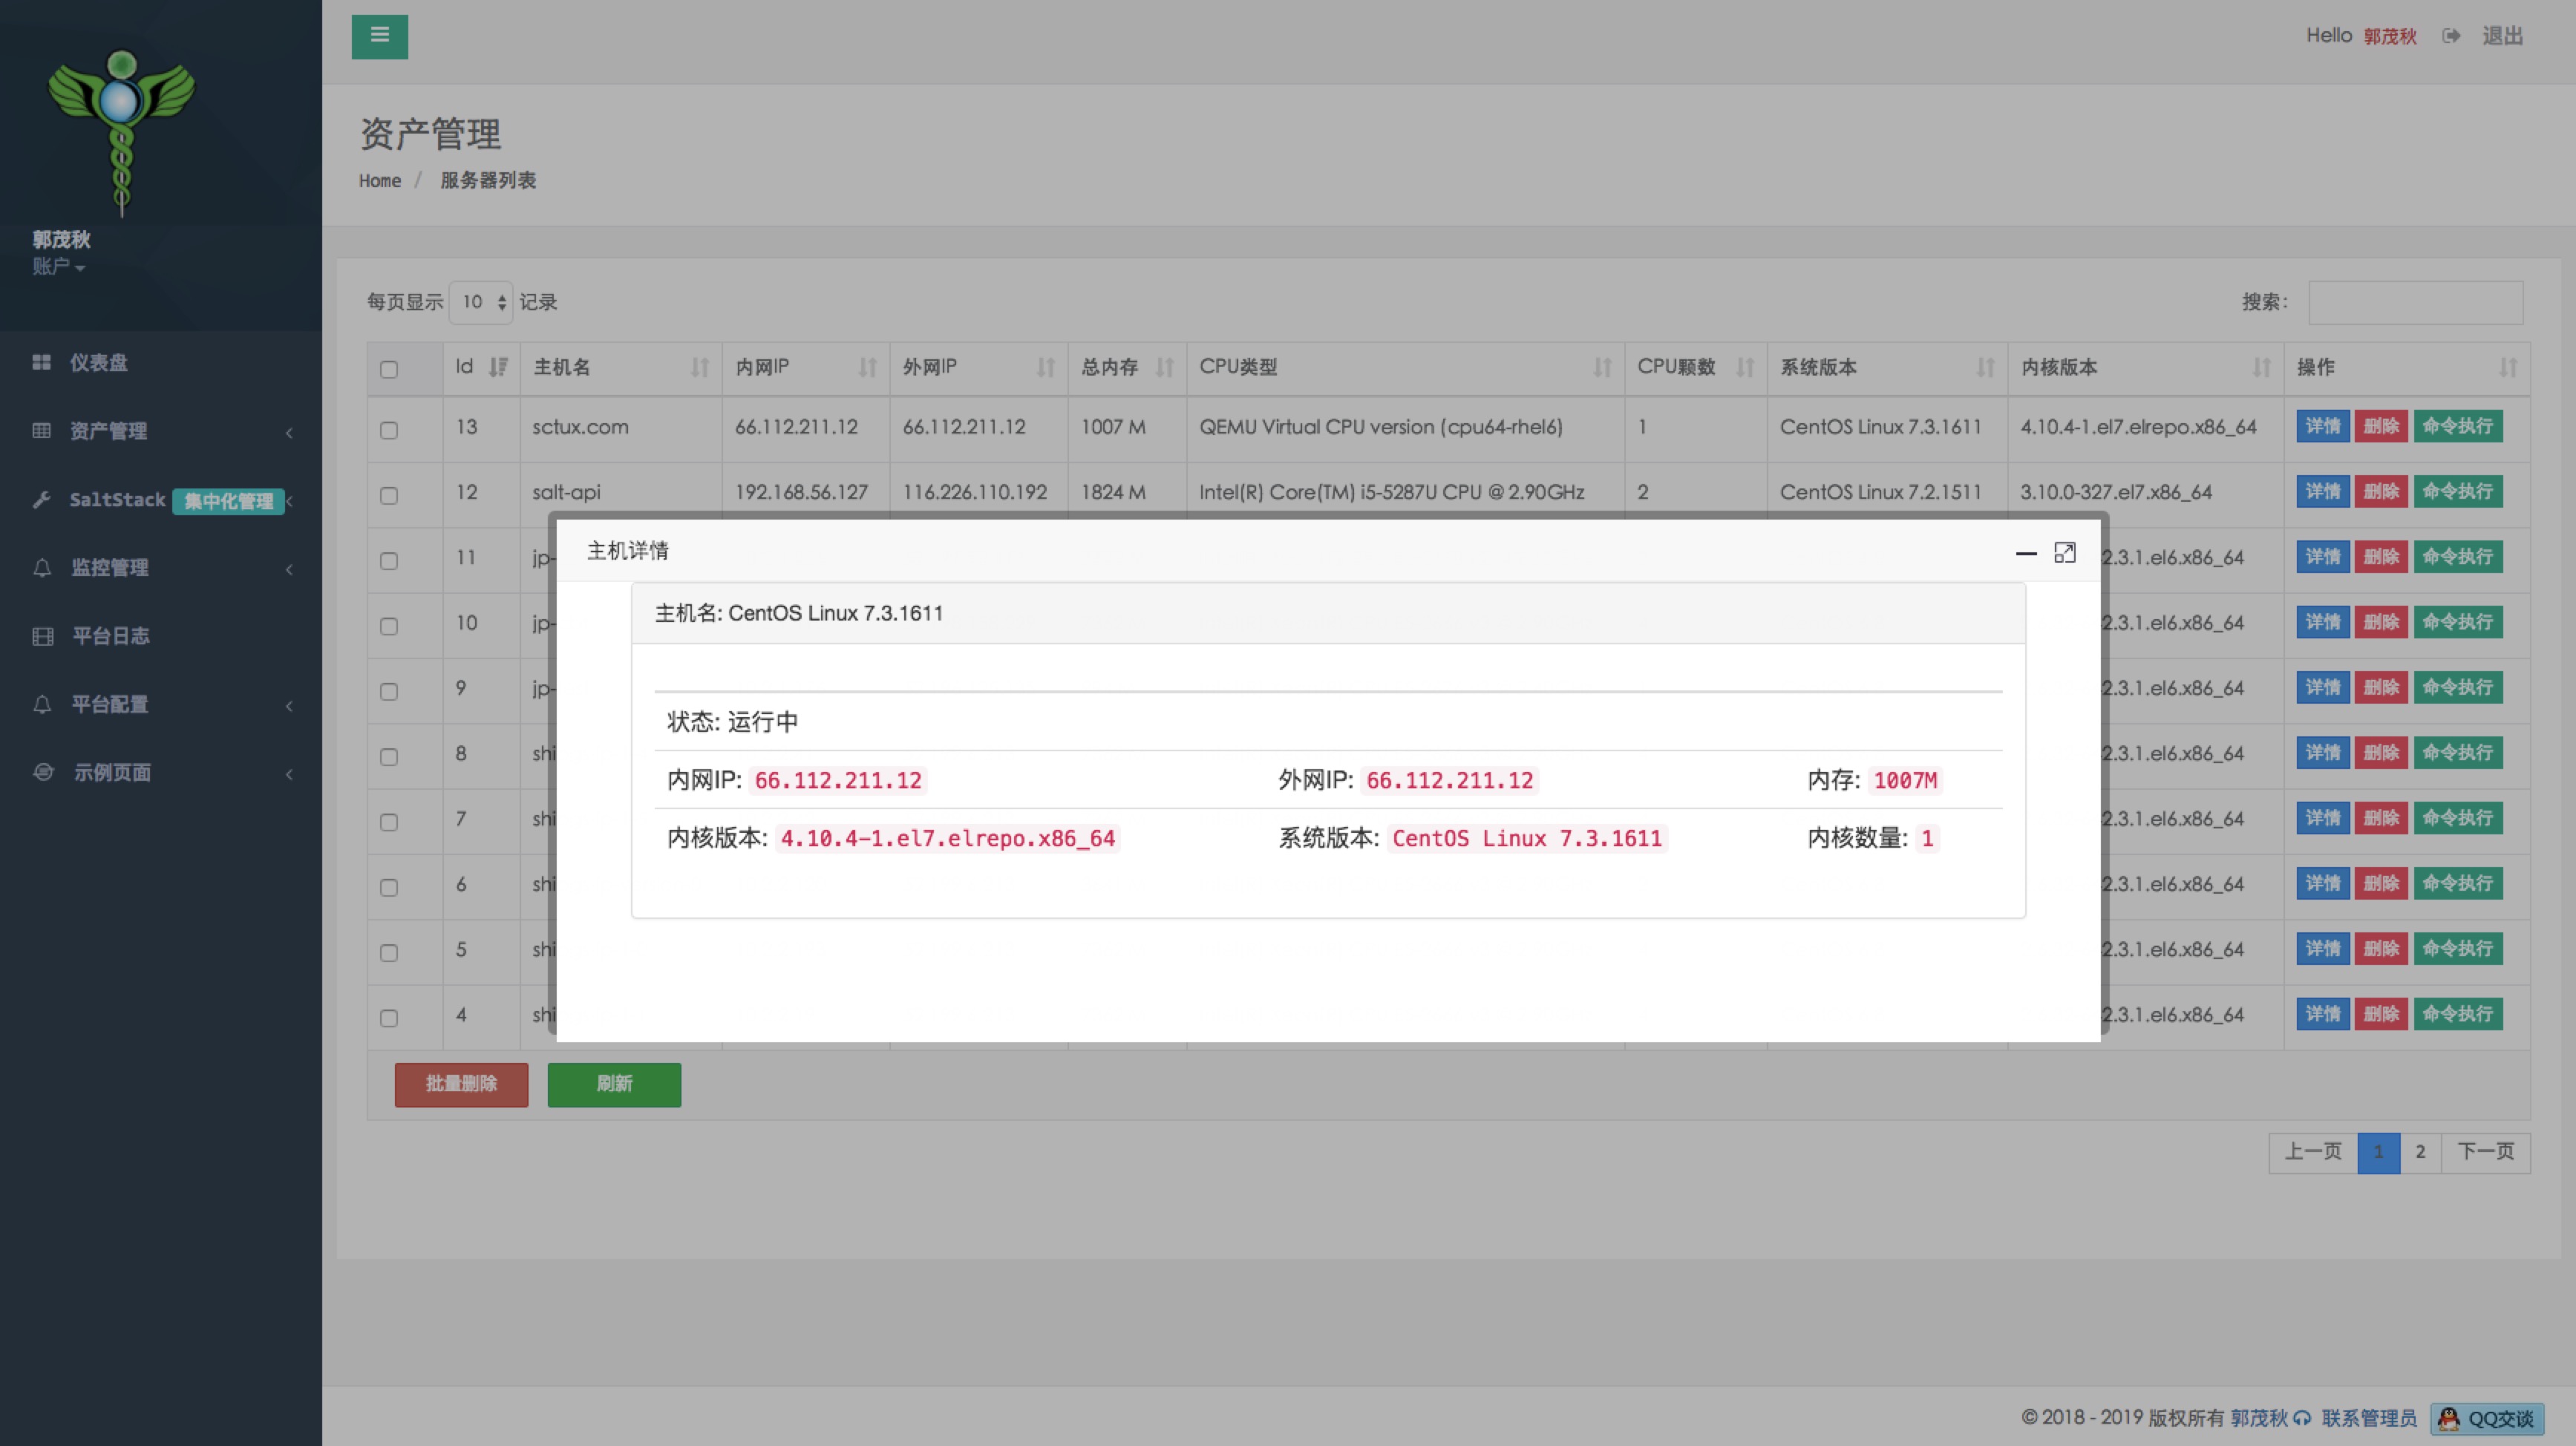 Hello 郭茂秋 退出
郭茂秋
账户
仪表盘
资产管理
SaltStack 集中化管理
监控管理
平台日志
平台配置
示例页面
资产管理
Home / 服务器列表
每页显示 10 记录
搜索:
Id 主机名 内网IP 外网IP 总内存 CPU类型 CPU颗数 系统版本 内核版本 操作
13 sctux.com 66.112.211.12 66.112.211.12 1007 M QEMU Virtual CPU version (cpu64-rhel6) 1 CentOS Linux 7.3.1611 4.10.4-1.el7.elrepo.x86_64 详情 删除 命令执行
12 salt-api 192.168.56.127 116.226.110.192 1824 M Intel(R) Core(TM) i5-5287U CPU @ 2.90GHz 2 CentOS Linux 7.2.1511 3.10.0-327.el7.x86_64 详情 删除 命令执行
11 jp- 2.3.1.el6.x86_64 详情 删除 命令执行
10 jp- 2.3.1.el6.x86_64 详情 删除 命令执行
9 jp- 2.3.1.el6.x86_64 详情 删除 命令执行
8 shi 2.3.1.el6.x86_64 详情 删除 命令执行
7 shi 2.3.1.el6.x86_64 详情 删除 命令执行
6 shi 2.3.1.el6.x86_64 详情 删除 命令执行
5 shi 2.3.1.el6.x86_64 详情 删除 命令执行
4 shi 2.3.1.el6.x86_64 详情 删除 命令执行
主机详情
主机名: CentOS Linux 7.3.1611
状态: 运行中
内网IP: 66.112.211.12 外网IP: 66.112.211.12 内存: 1007M
内核版本: 4.10.4-1.el7.elrepo.x86_64 系统版本: CentOS Linux 7.3.1611 内核数量: 1
批量删除 刷新
上一页 1 2 下一页
© 2018 - 2019 版权所有 郭茂秋 联系管理员 QQ交谈